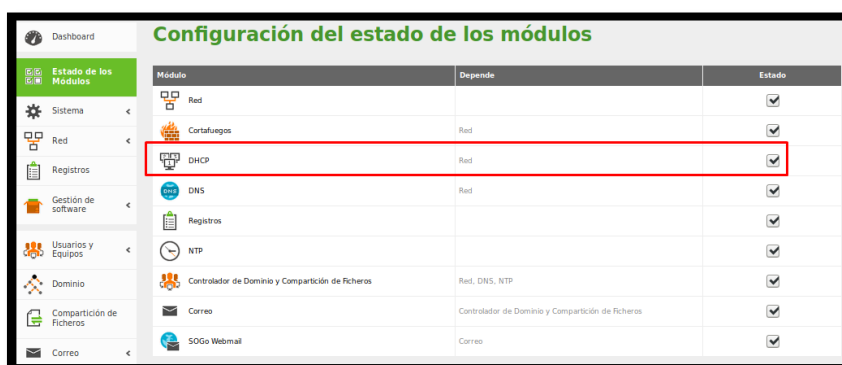 Dashboard
Configuración del estado de los módulos
Estado de los
Módulos
Sistema
Red
Registros
Gestión de
software
Usuarios y
Equipos
Dominio
Compartición de
Ficheros
Correo
Módulo Depende Estado
Red
Cortafuegos Red
DHCP Red
DNS DNS Red
Registros
NTP
Controlador de Dominio y Compartición de Ficheros Red, DNS, NTP
Correo Controlador de Dominio y Compartición de Ficheros
SOGo Webmail Correo